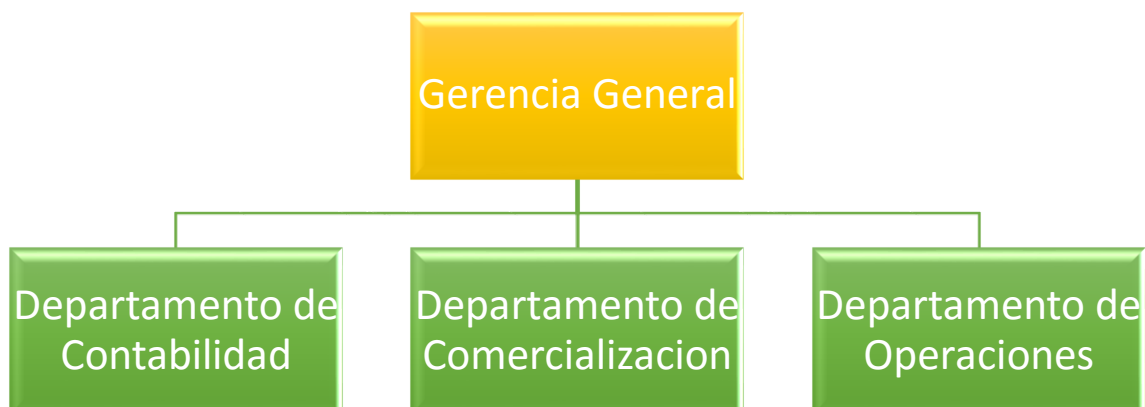 Gerencia General
Departamento de
Contabilidad
Departamento de
Comercializacion
Departamento de
Operaciones